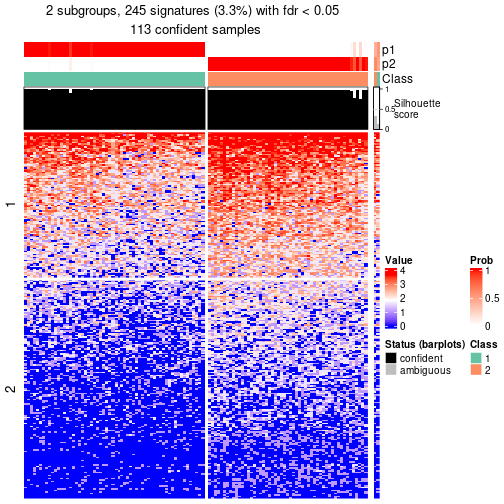 2 subgroups, 245 signatures (3.3%) with fdr < 0.05
113 confident samples
p1
p2
Class
1
0.5
0
Silhouette
score
1
2
Value
4
3
2
1
0
Prob
1
0.5
0
Status (barplots)
confident
ambiguous
Class
1
2